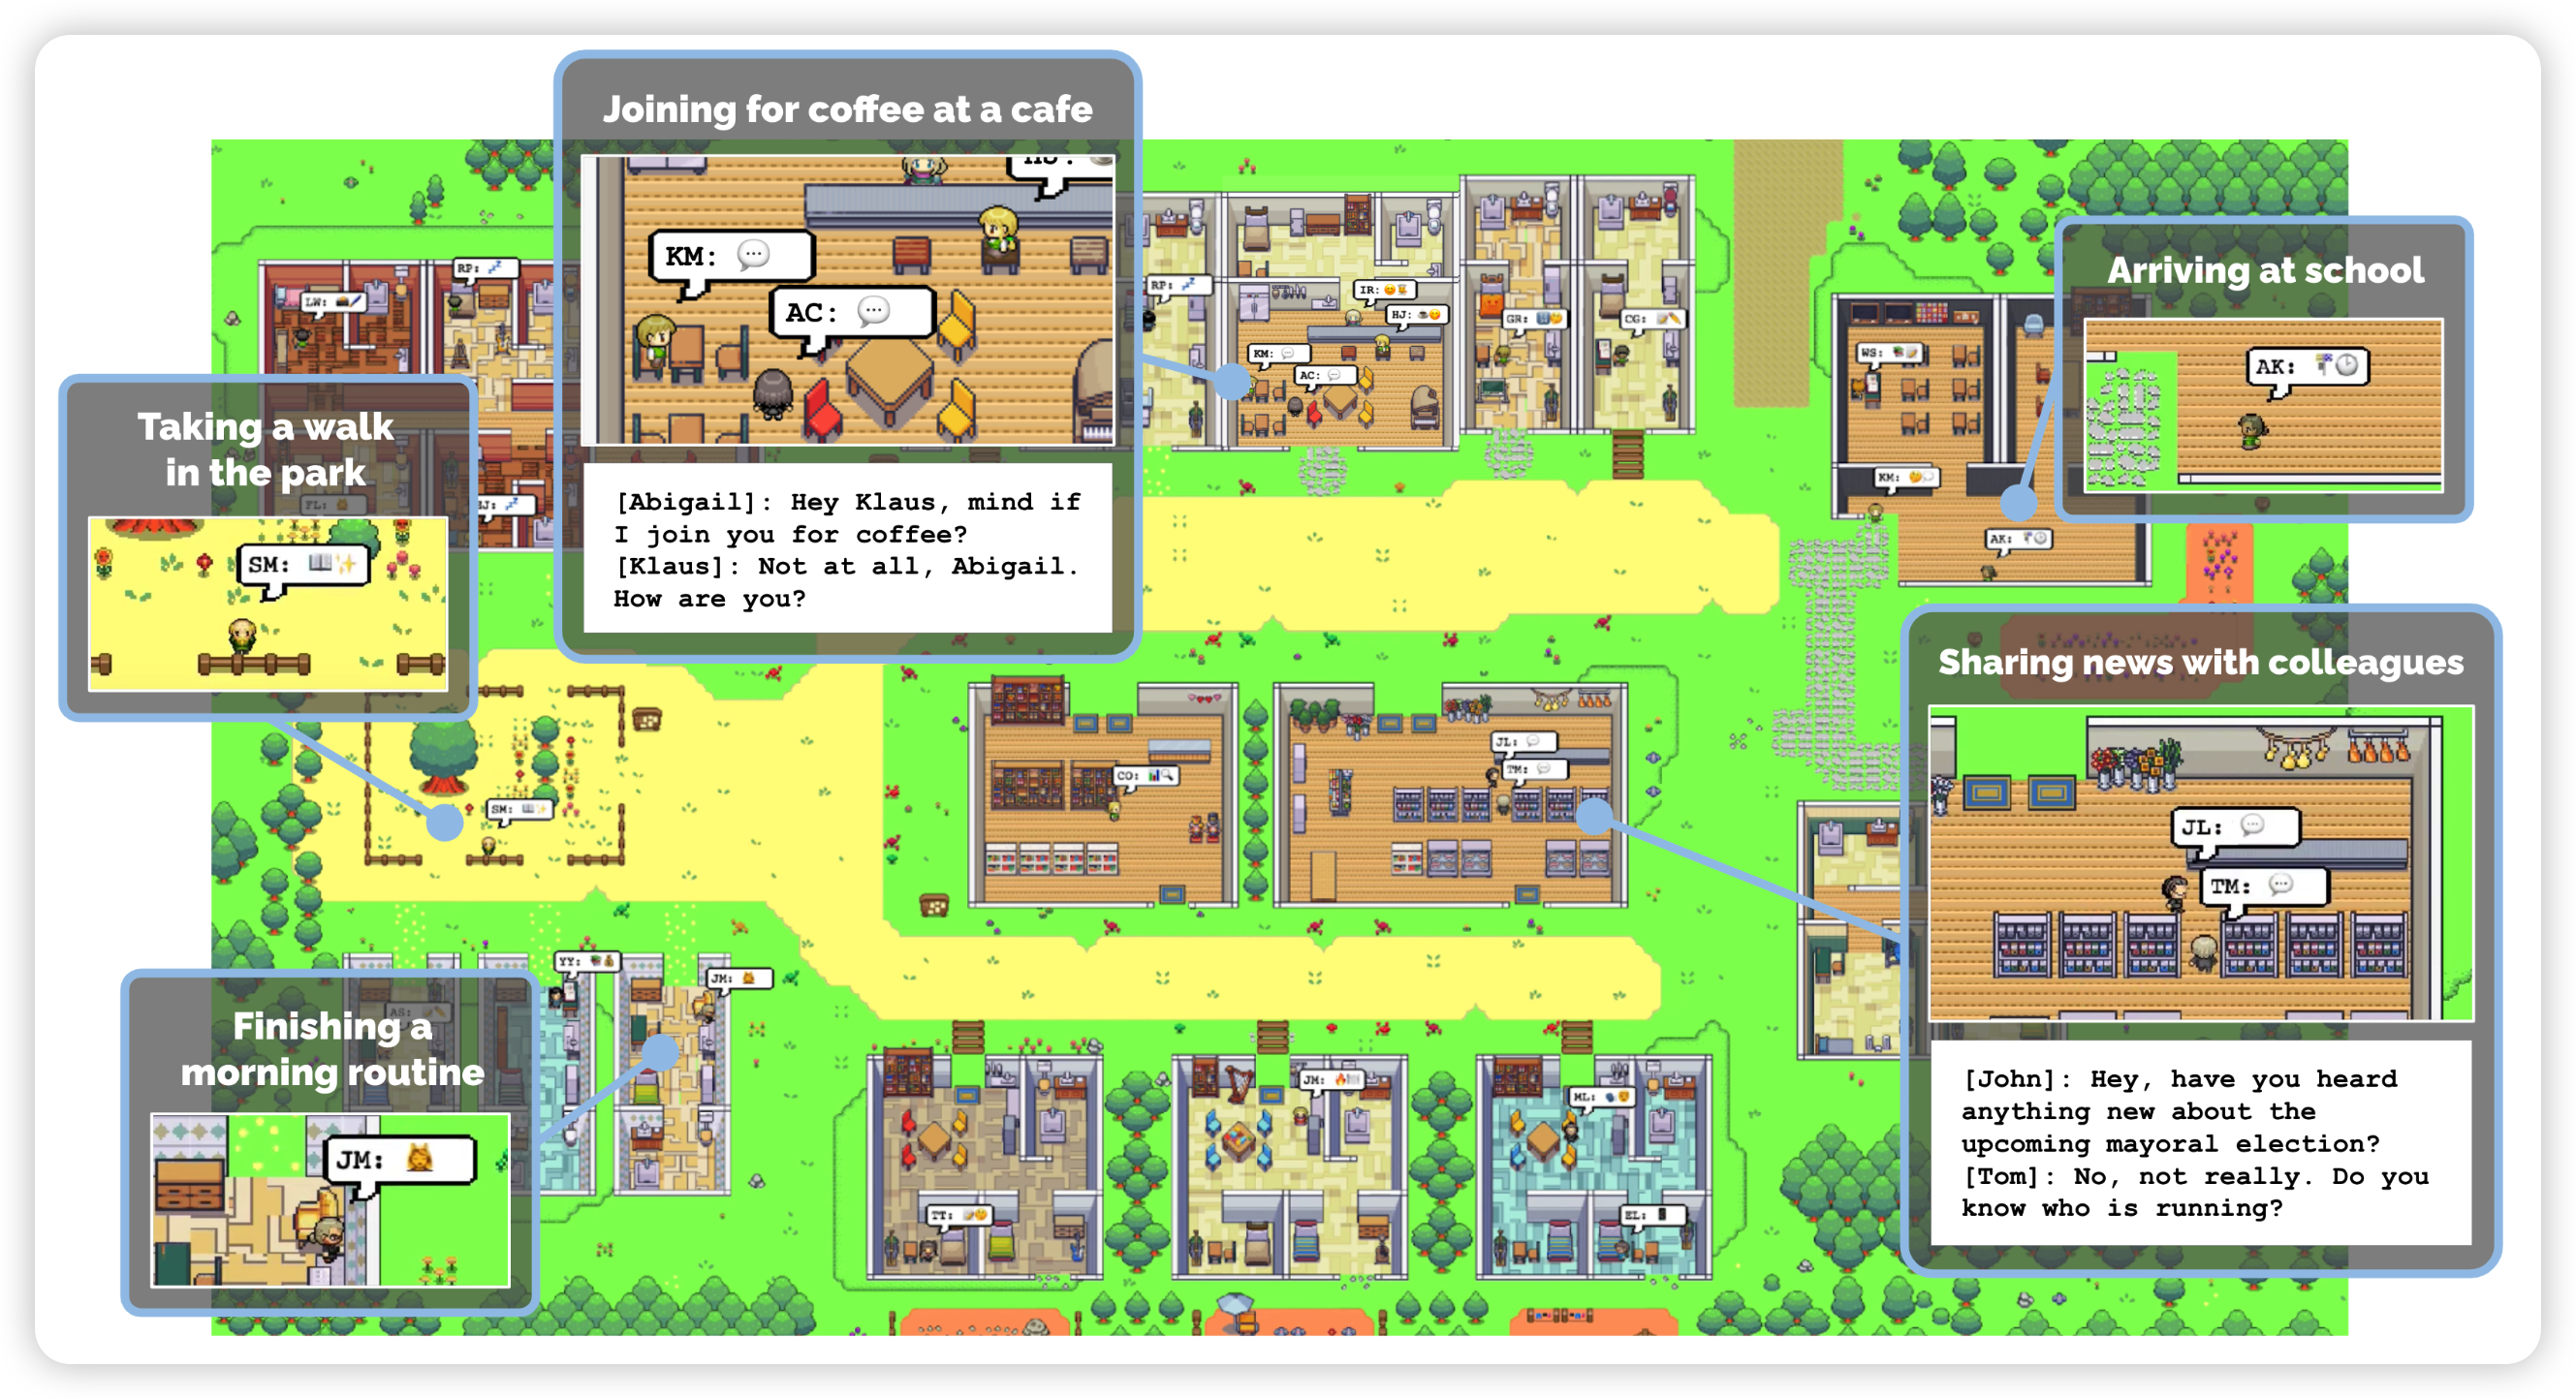 Joining for coffee at a cafe
KM:
AC:
[Abigail]: Hey Klaus, mind if
I join you for coffee?
[Klaus]: Not at all, Abigail.
How are you?
Taking a walk
in the park
SM:
Arriving at school
AK:
Sharing news with colleagues
JL:
TM:
[John]: Hey, have you heard
anything new about the
upcoming mayoral election?
[Tom]: No, not really. Do you
know who is running?
Finishing a
morning routine
JM:
LW:
RP:
RP:
IR:
HJ:
KM:
AC:
GR:
CG:
WS:
KM:
AK:
FL:
SM:
CO:
JL:
TM:
AS:
YY:
JM:
JM:
ML:
TT:
EL: